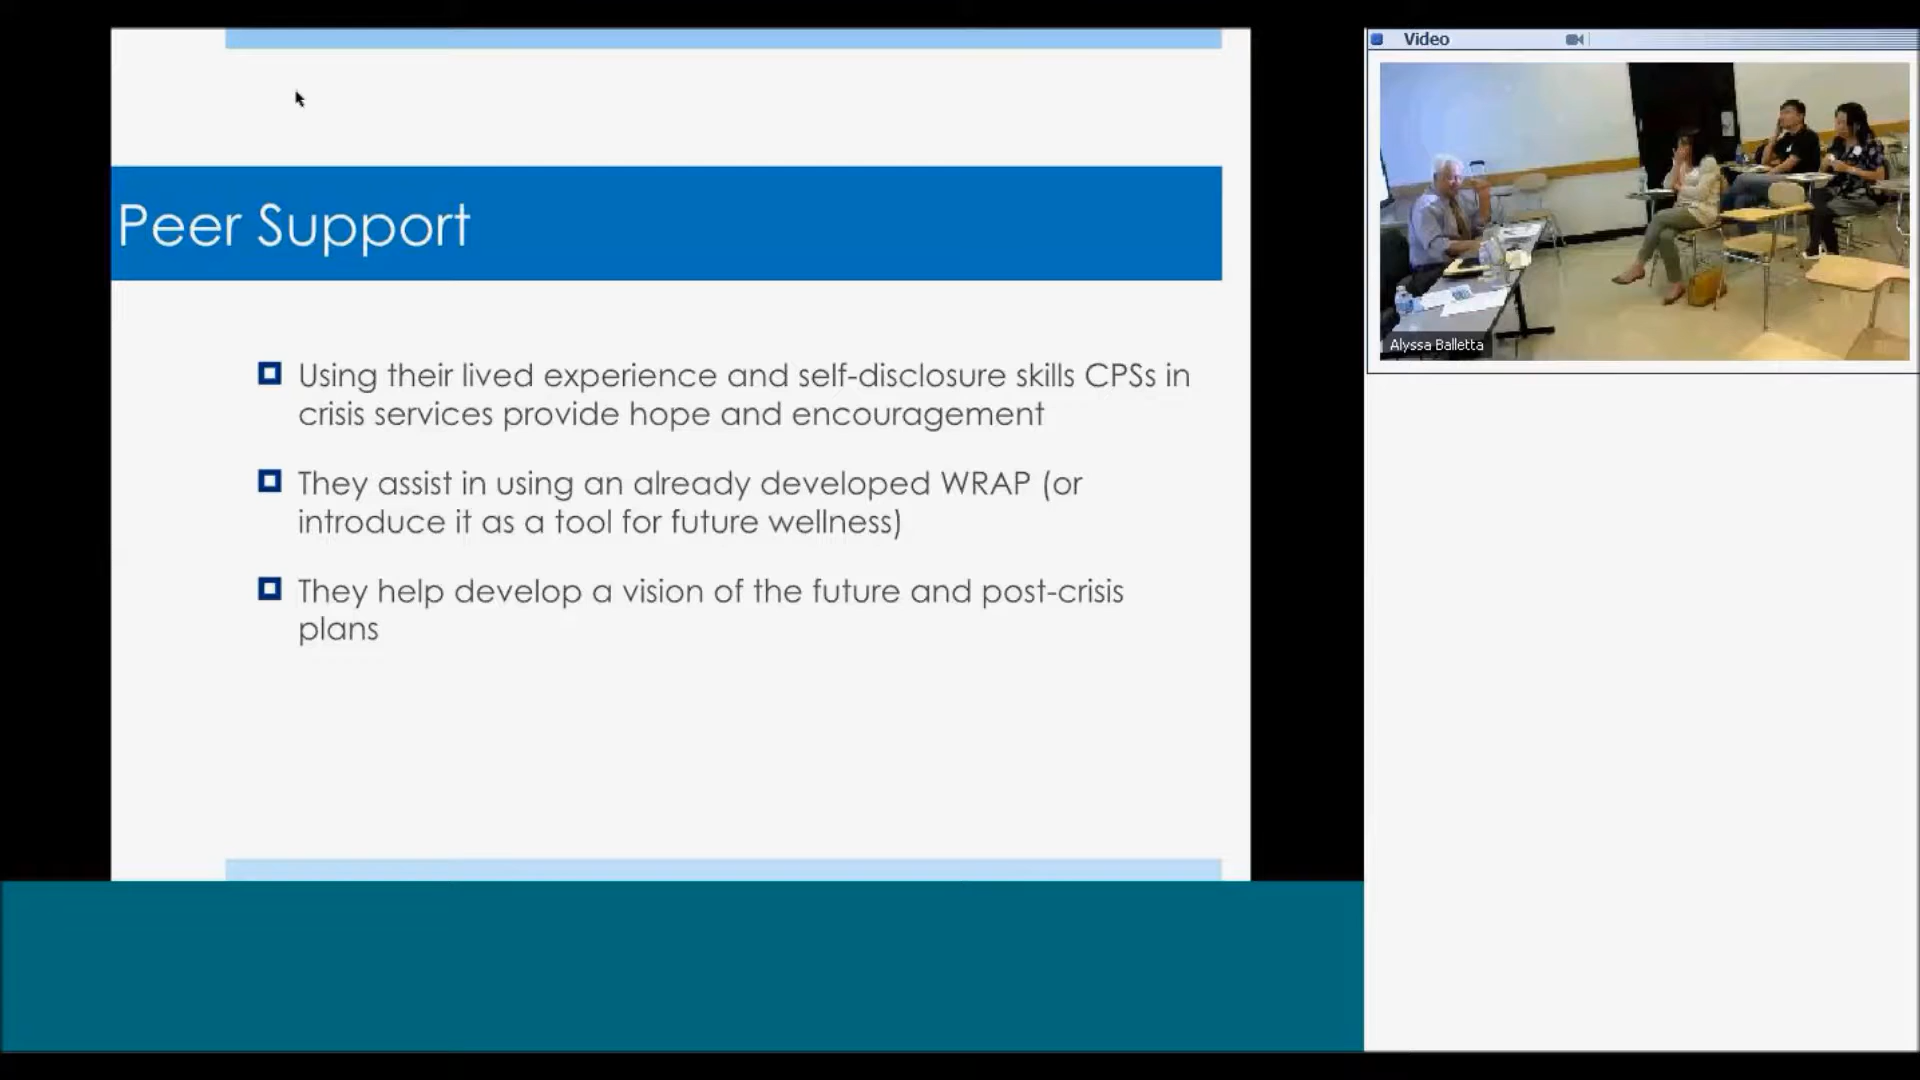 Peer Support
Using their lived experience and self-disclosure skills CPSs in
crisis services provide hope and encouragement
They assist in using an already developed WRAP (or
introduce it as a tool for future wellness)
They help develop a vision of the future and post-crisis
plans
Video
Alyssa Balletta